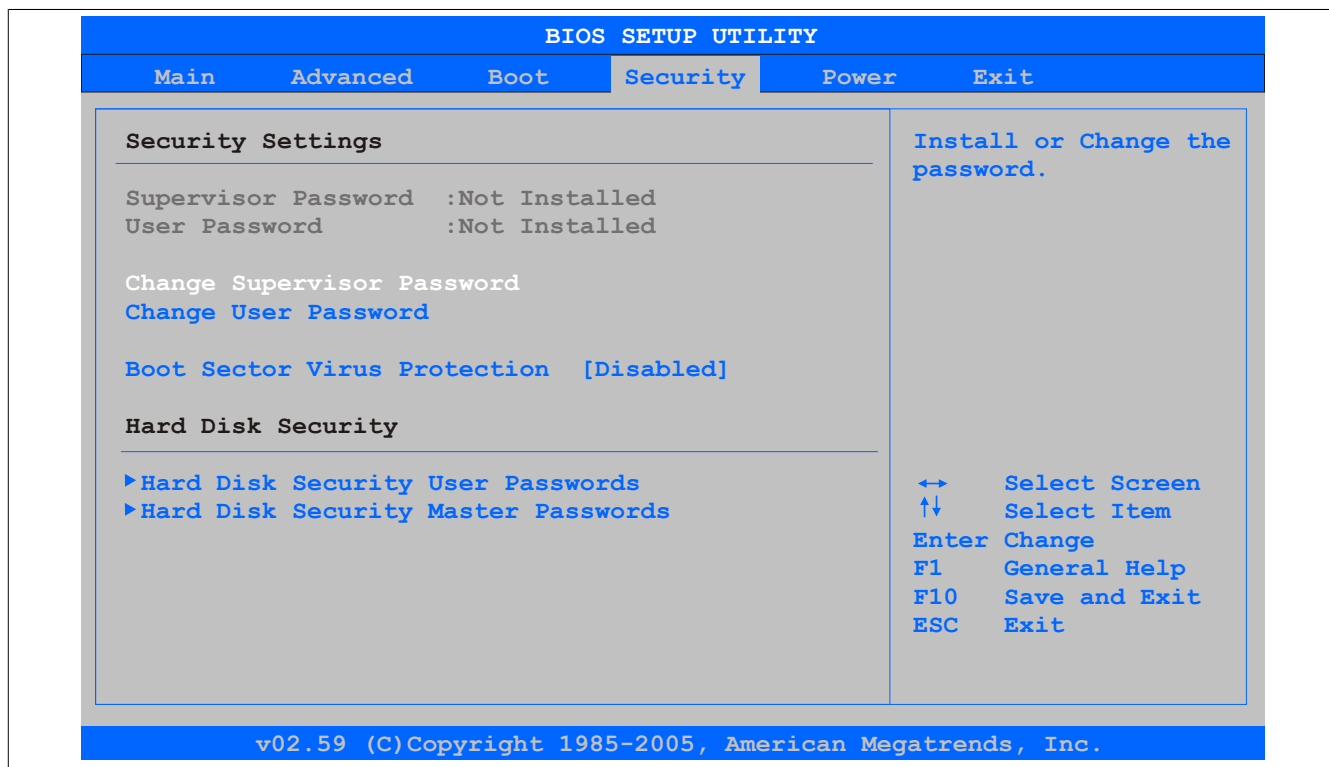 BIOS SETUP UTILITY
Main Advanced Boot Security Power Exit
Security Settings
Supervisor Password :Not Installed
User Password :Not Installed
Change Supervisor Password
Change User Password
Boot Sector Virus Protection [Disabled]
Hard Disk Security
Hard Disk Security User Passwords
Hard Disk Security Master Passwords
Install or Change the
password.
Select Screen
Select Item
Enter Change
F1 General Help
F10 Save and Exit
ESC Exit
v02.59 (C)Copyright 1985-2005, American Megatrends, Inc.